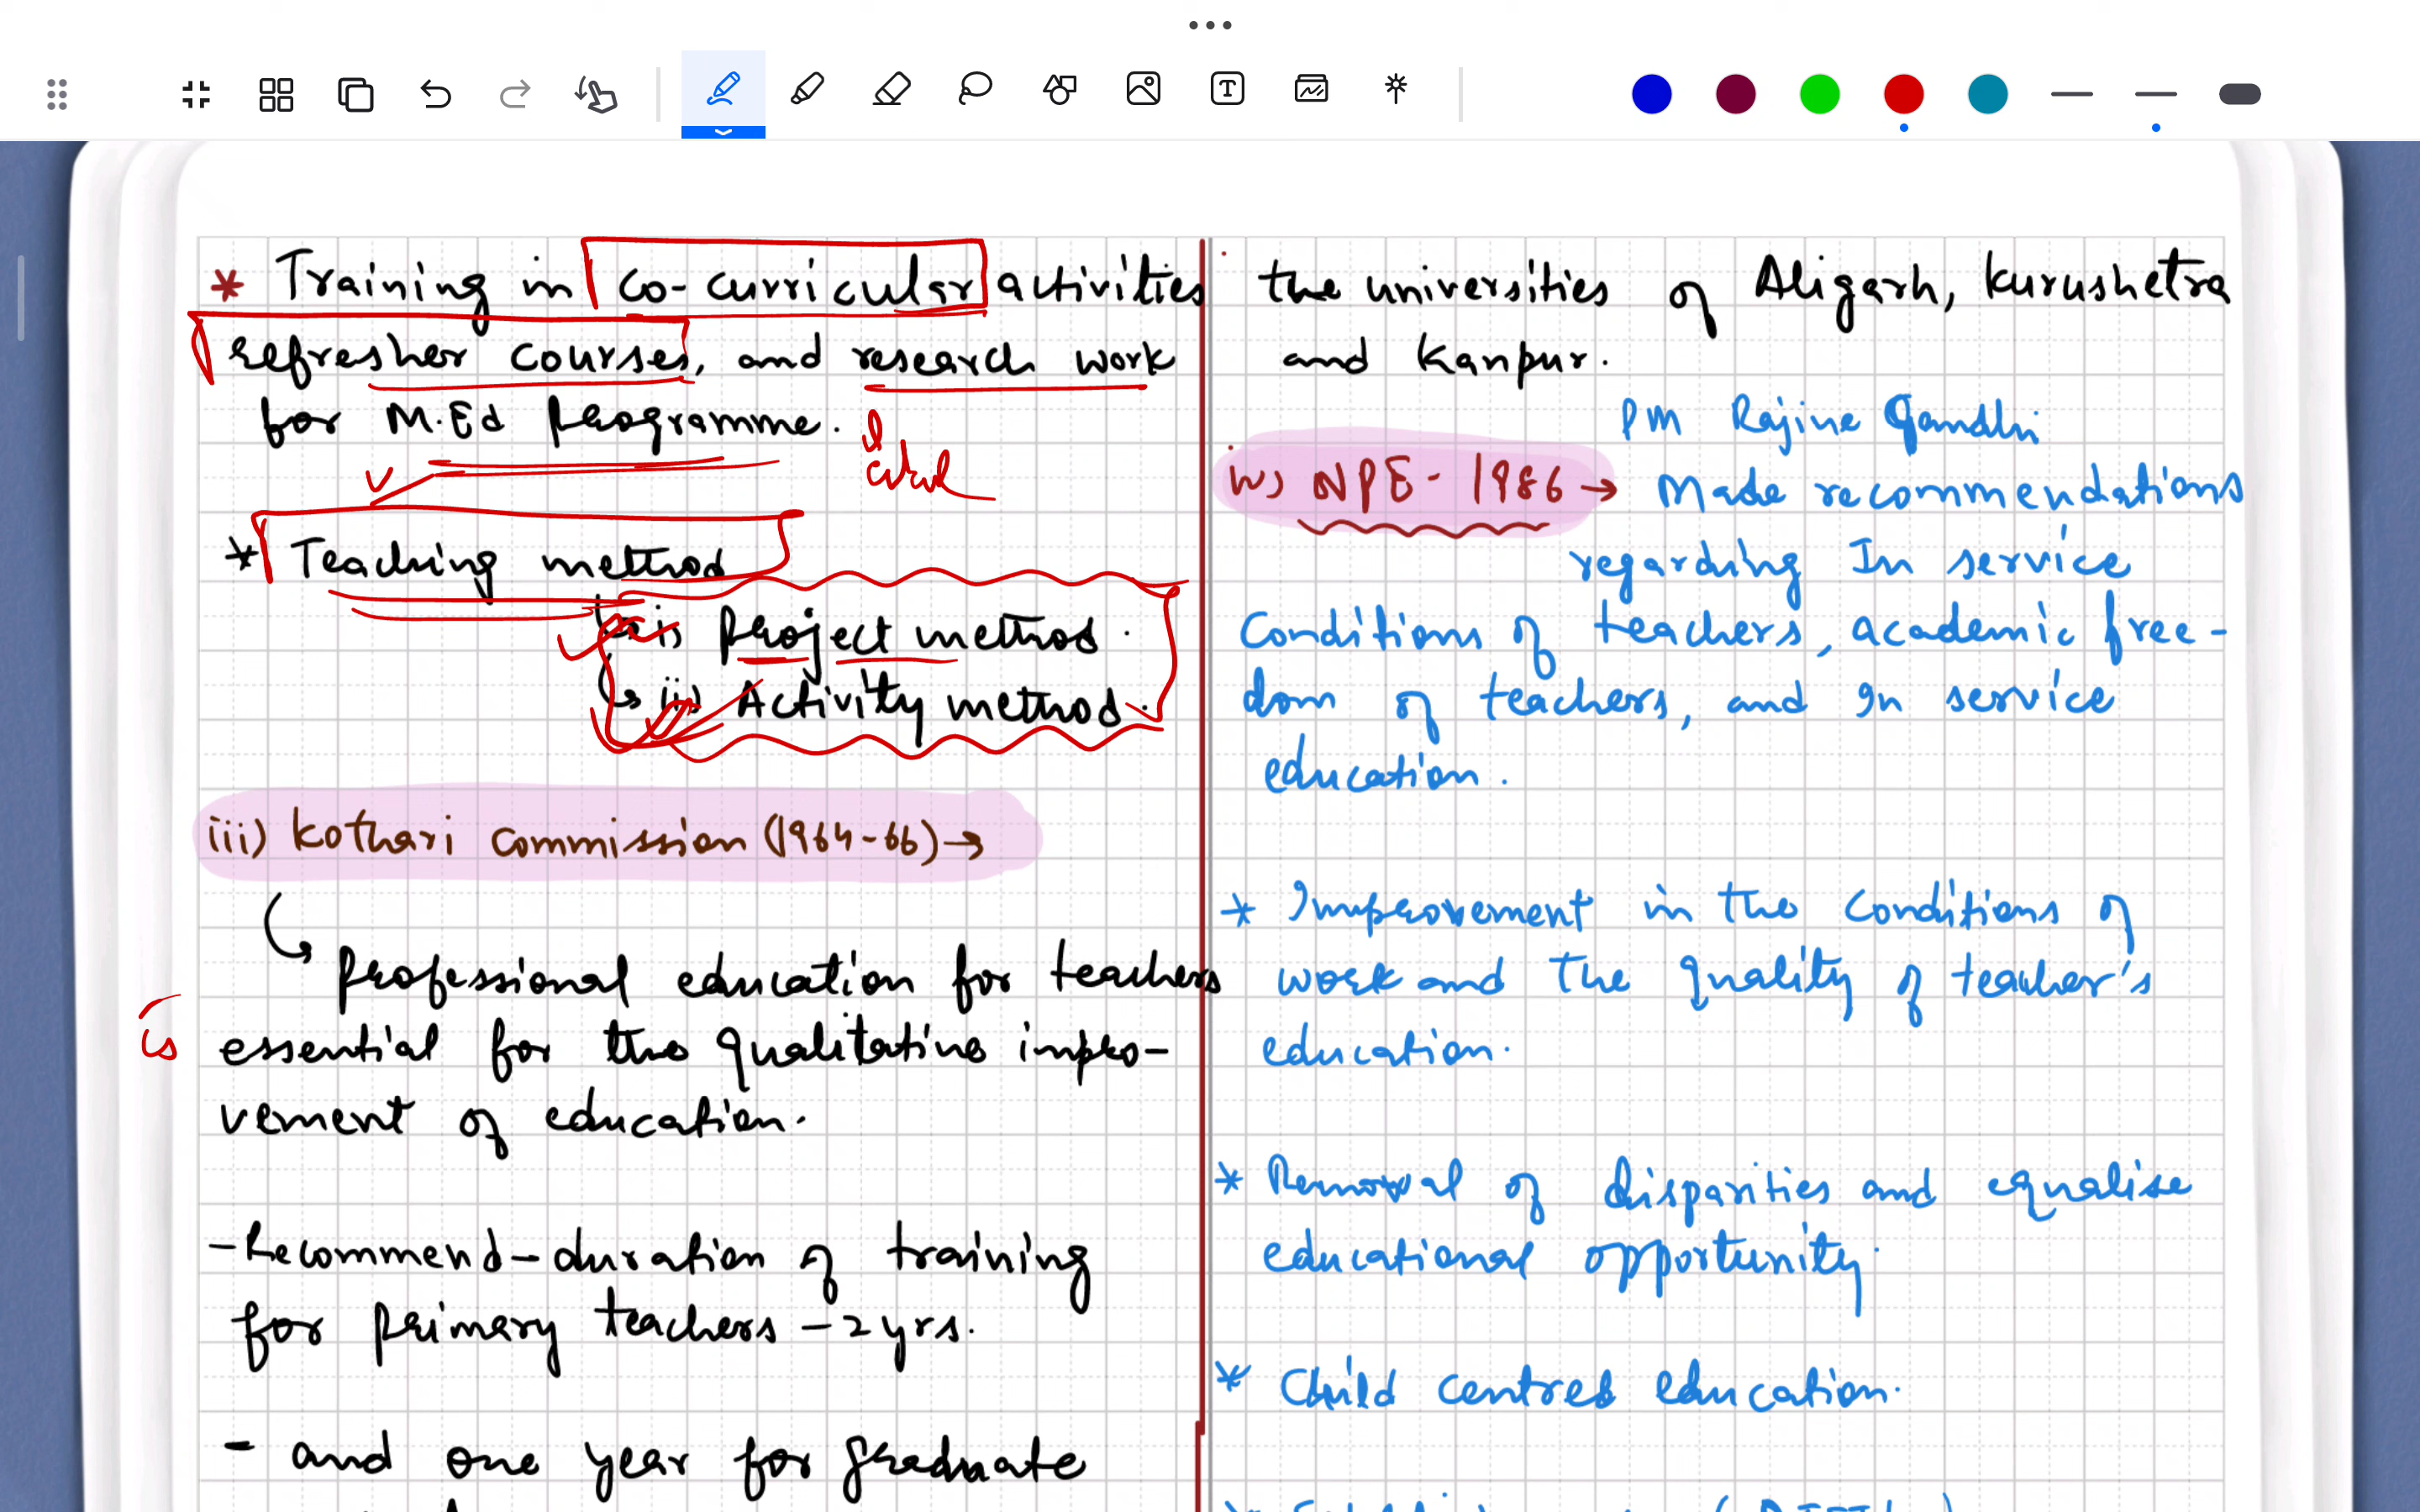 * Training in co-curricular activities
refresher courses, and research work
for M.Ed Programme.
* Teaching method
i) Project method.
ii) Activity method.
iii) Kothari Commission (1964-66) →
Professional education for teachers
is essential for the qualitative impro-
vement of education.
- Recommend - duration of training
for primary teachers - 2 yrs.
- and one year for graduate
the universities of Aligarh, Kurushetra
and Kanpur.
PM Rajive Gandhi
iv) NPE - 1986 → Made recommendations
regarding In service
Conditions of teachers, academic free-
dom of teachers, and In service
education.
* Improvement in the Conditions of
work and the quality of teacher's
education.
* Removal of disparities and equalise
educational opportunity.
* Child centred education.